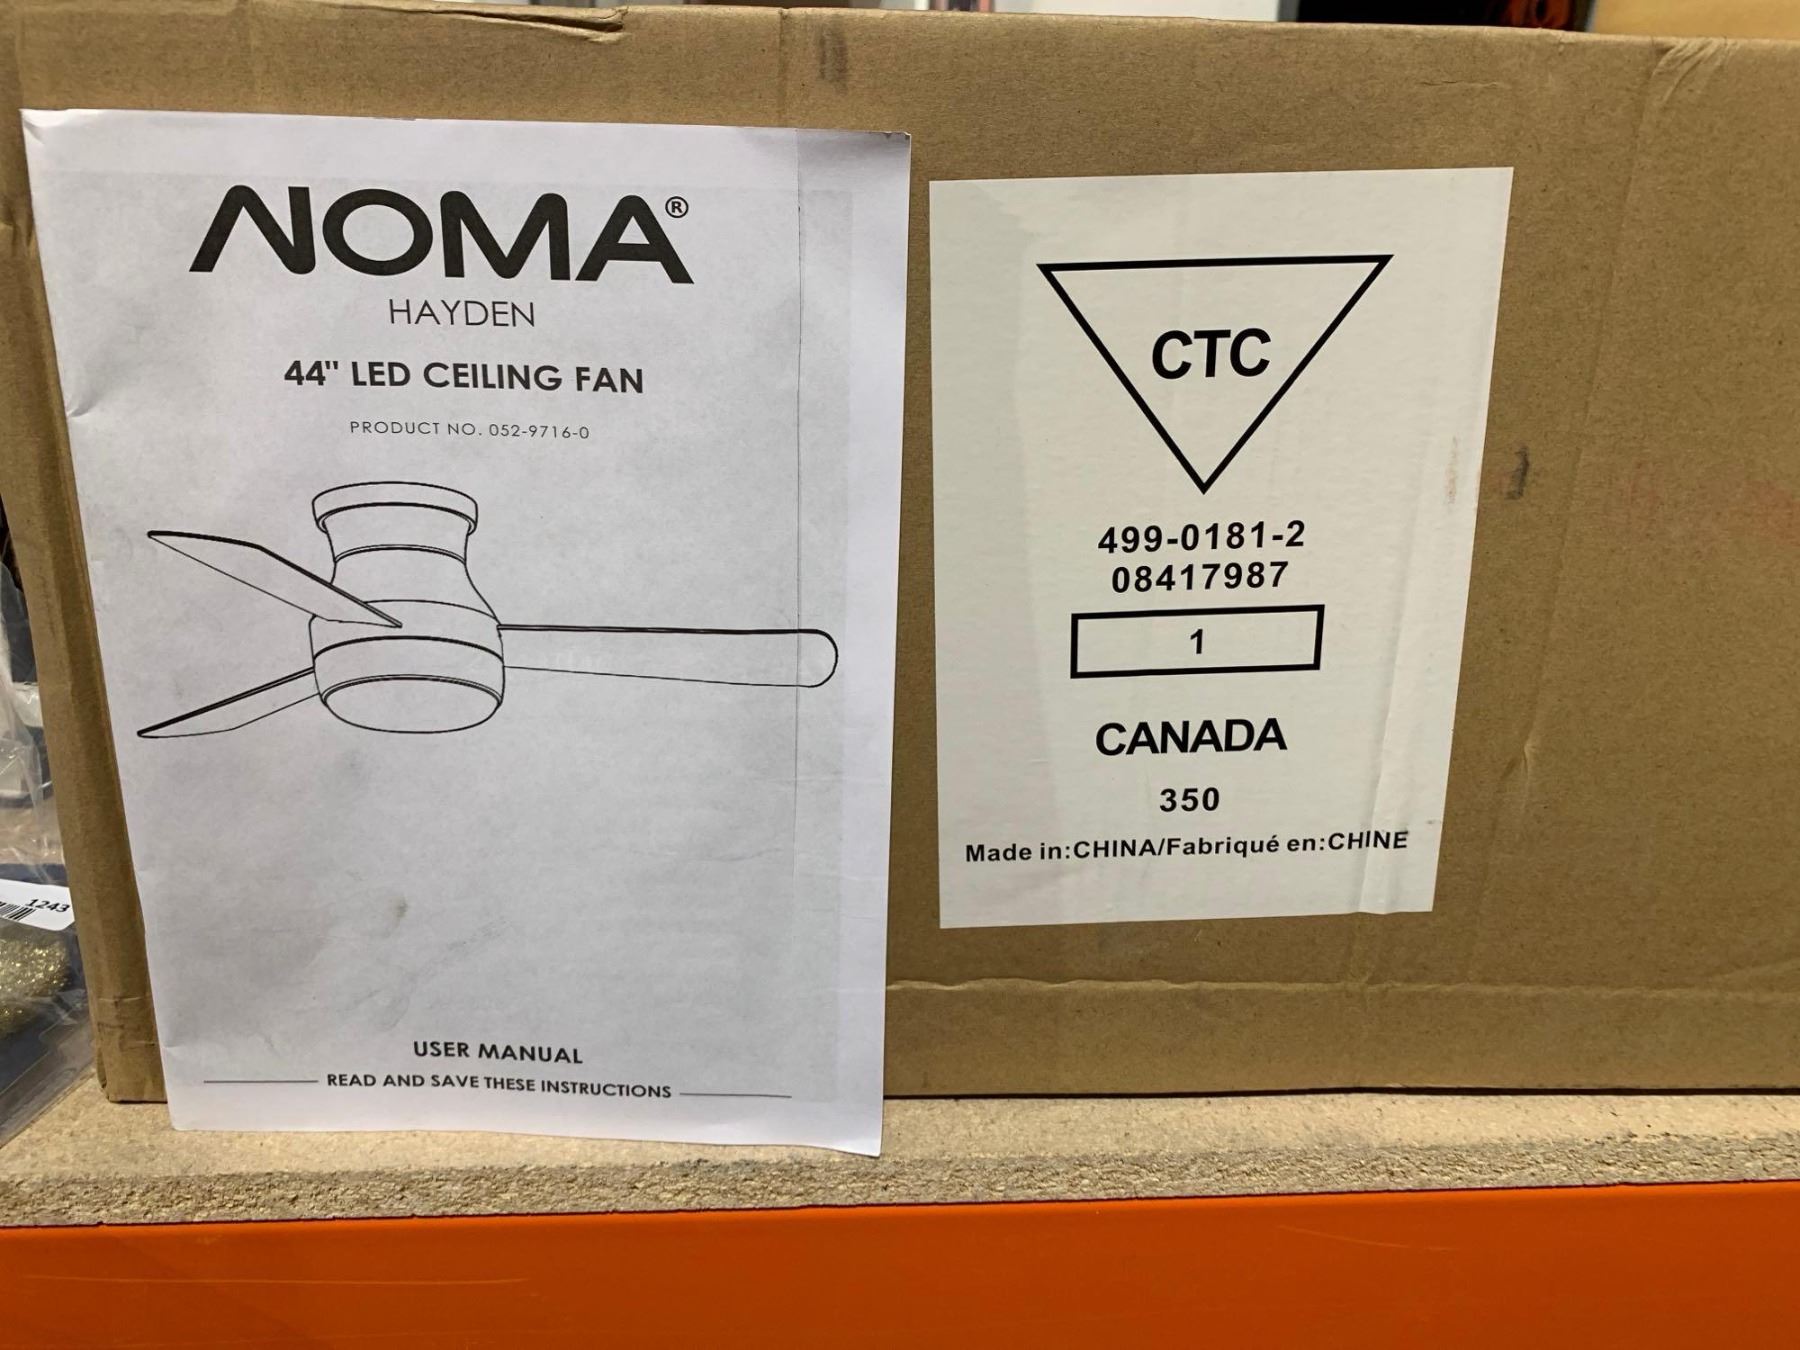 NOMA®
HAYDEN
44" LED CEILING FAN
PRODUCT NO. 052-9716-0
USER MANUAL
READ AND SAVE THESE INSTRUCTIONS
CTC
499-0181-2
08417987
1
CANADA
350
Made in:CHINA/Fabriqué en:CHINE
1243